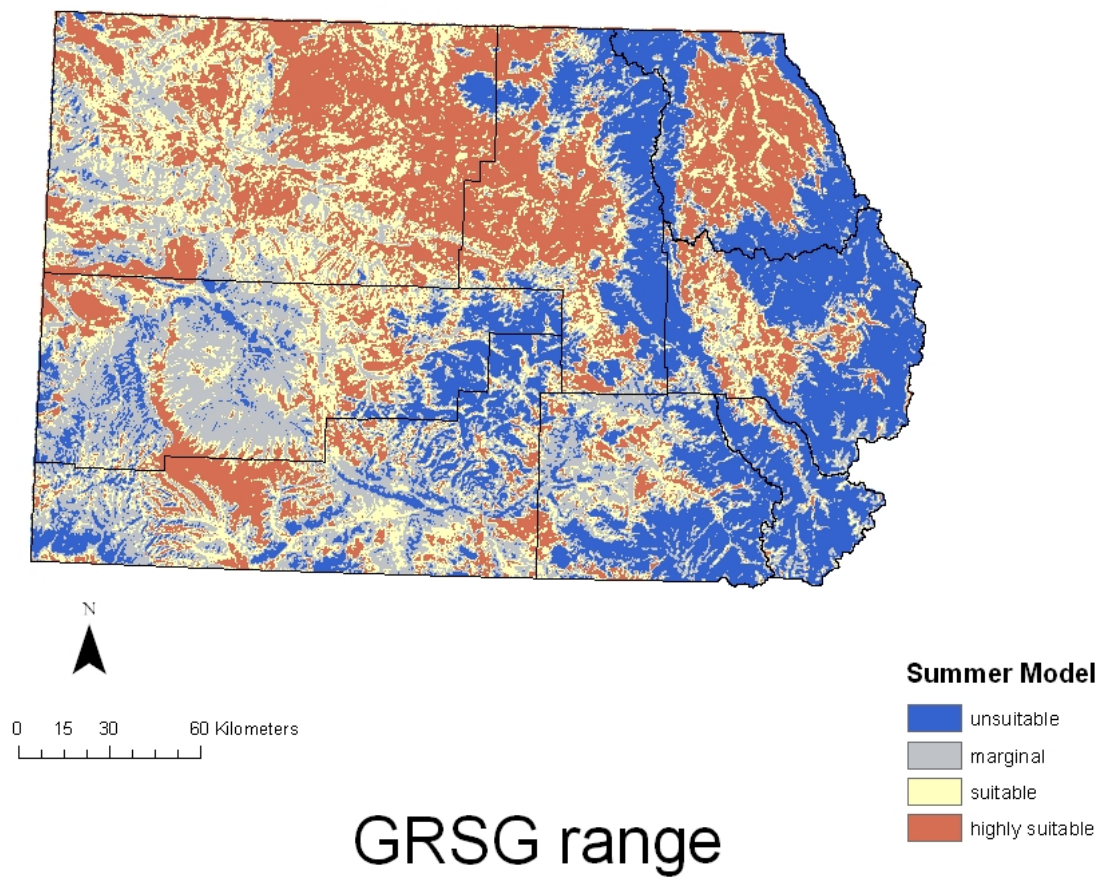 N
0 15 30 60 Kilometers
Summer Model
unsuitable
marginal
suitable
highly suitable
GRSG range